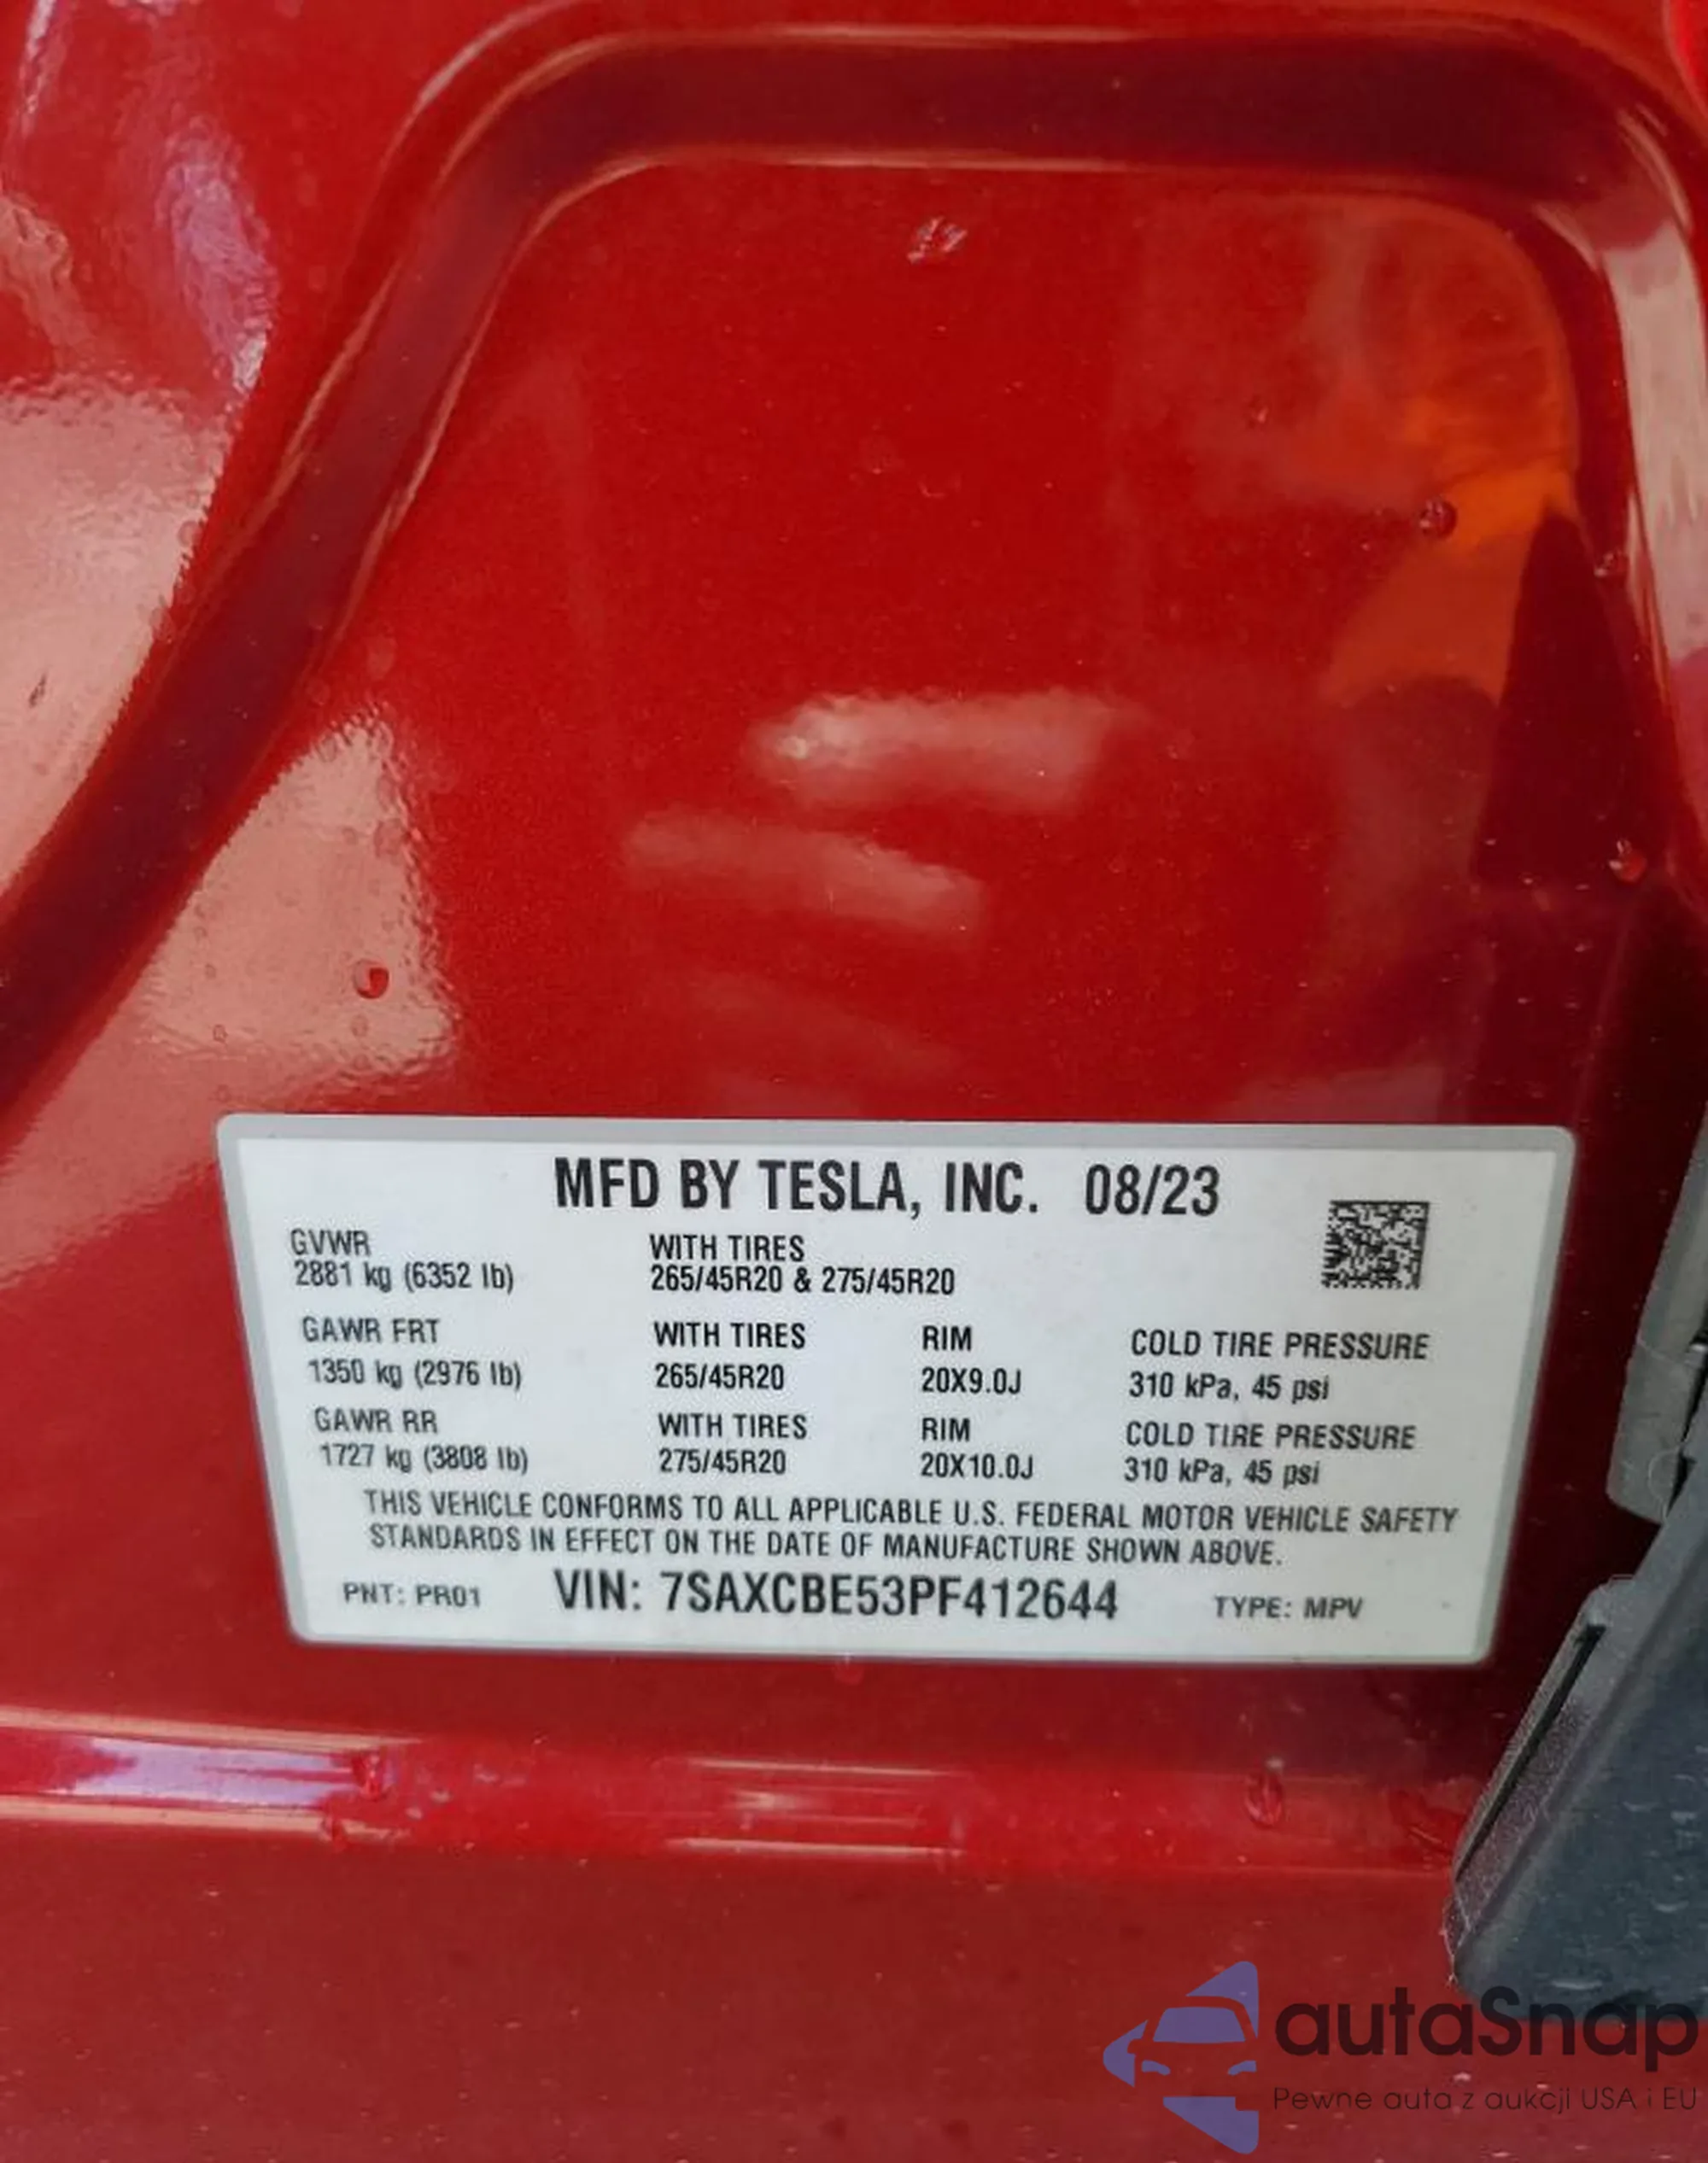 MFD BY TESLA, INC. 08/23
GVWR WITH TIRES
2881 kg (6352 lb) 265/45R20 & 275/45R20
GAWR FRT WITH TIRES RIM COLD TIRE PRESSURE
1350 kg (2976 lb) 265/45R20 20X9.0J 310 kPa, 45 psi
GAWR RR WITH TIRES RIM COLD TIRE PRESSURE
1727 kg (3808 lb) 275/45R20 20X10.0J 310 kPa, 45 psi
THIS VEHICLE CONFORMS TO ALL APPLICABLE U.S. FEDERAL MOTOR VEHICLE SAFETY
STANDARDS IN EFFECT ON THE DATE OF MANUFACTURE SHOWN ABOVE.
PNT: PR01 VIN: 7SAXCBE53PF412644 TYPE: MPV
autaSnap
Pewne auta z aukcji USA i EU